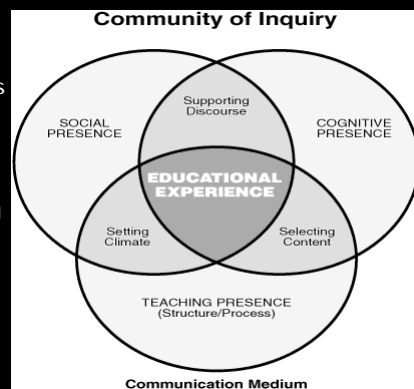 Community of Inquiry
Supporting
Discourse
SOCIAL
PRESENCE
COGNITIVE
PRESENCE
EDUCATIONAL
EXPERIENCE
Setting
Climate
Selecting
Content
TEACHING PRESENCE
(Structure/Process)
Communication Medium